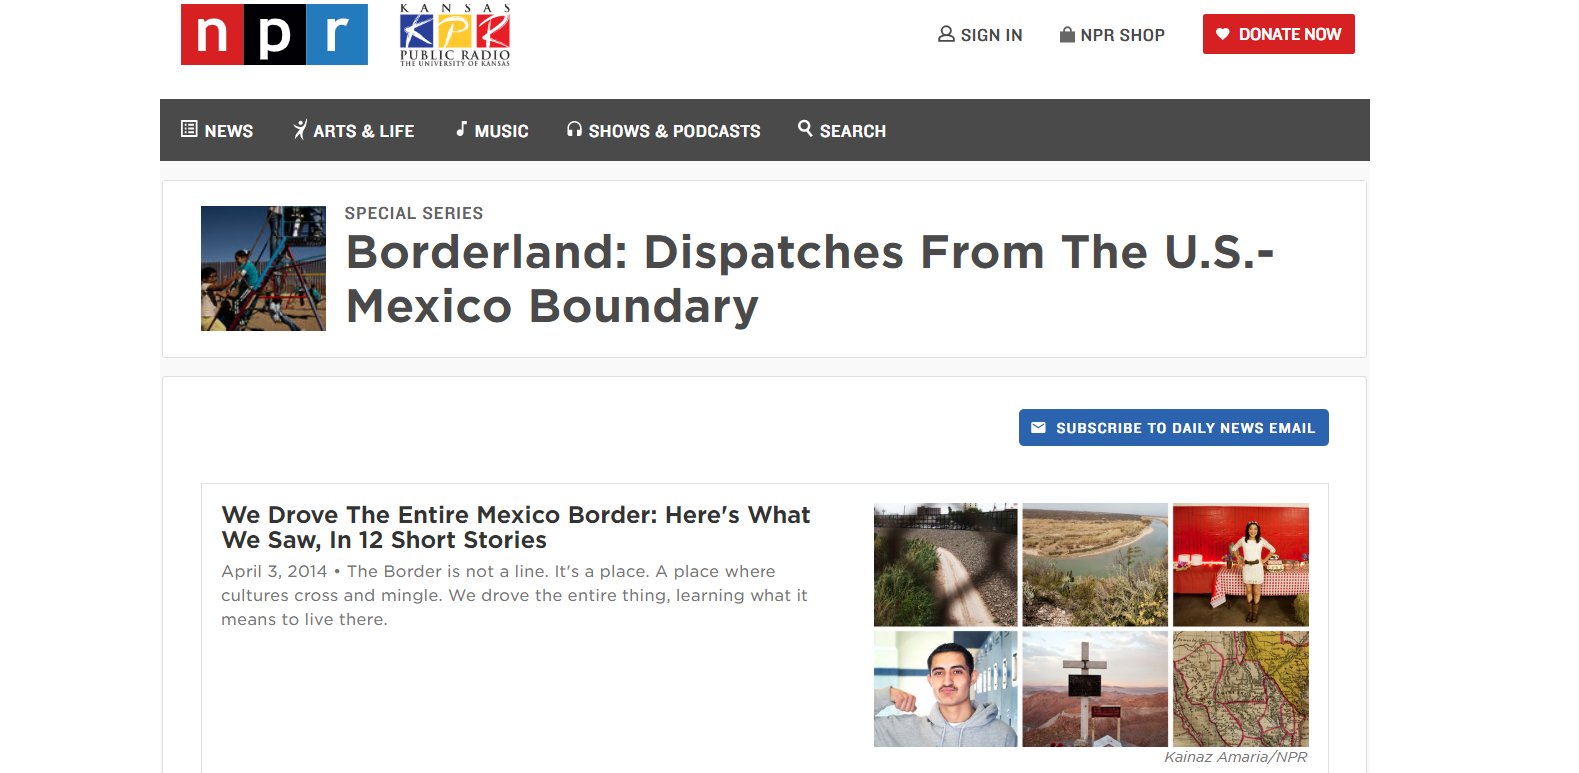 npr
KANSAS
KPR
PUBLIC RADIO
THE UNIVERSITY OF KANSAS
SIGN IN
NPR SHOP
DONATE NOW
NEWS
ARTS & LIFE
MUSIC
SHOWS & PODCASTS
SEARCH
SPECIAL SERIES
Borderland: Dispatches From The U.S.-
Mexico Boundary
SUBSCRIBE TO DAILY NEWS EMAIL
We Drove The Entire Mexico Border: Here's What
We Saw, In 12 Short Stories
April 3, 2014 • The Border is not a line. It's a place. A place where
cultures cross and mingle. We drove the entire thing, learning what it
means to live there.
Kainaz Amaria/NPR